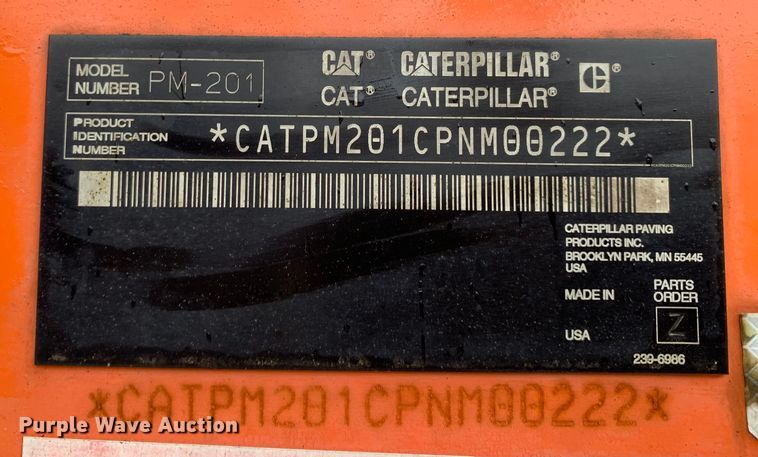 MODEL NUMBER PM-201
CAT® CATERPILLAR®
CAT® CATERPILLAR® C®
PRODUCT IDENTIFICATION NUMBER *CATPM201CPNM00222*
CATERPILLAR PAVING
PRODUCTS INC.
BROOKLYN PARK, MN 55445
USA
MADE IN
USA
PARTS
ORDER
Z
239-6986
*CATPM201CPNM00222*
Purple Wave Auction